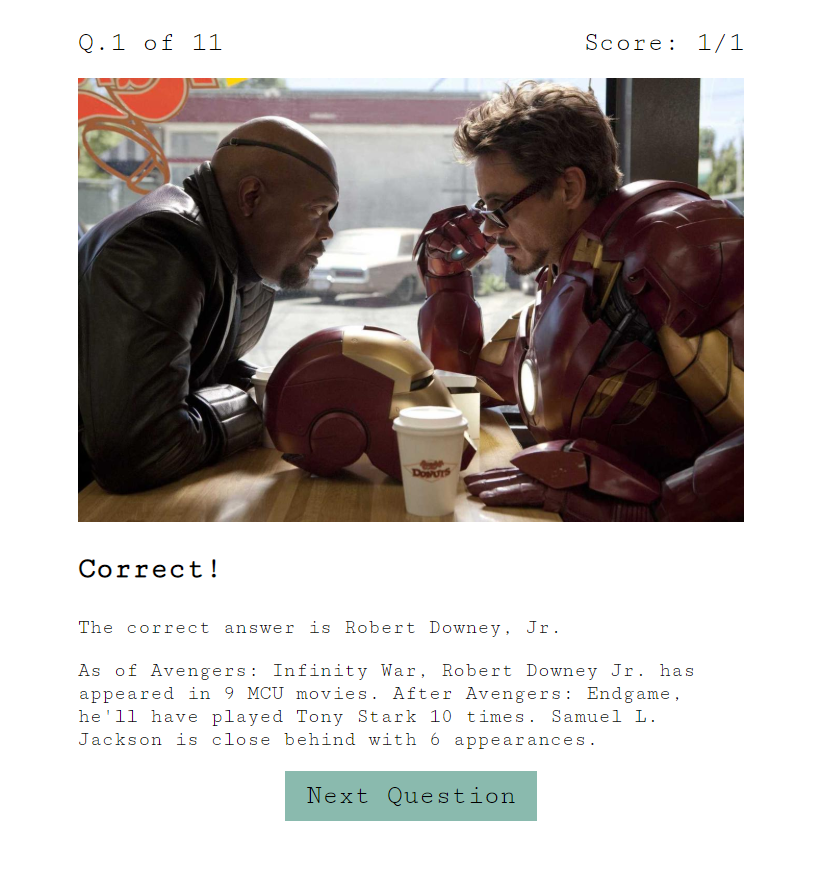 Q.1 of 11
Score: 1/1
DONUTS
Correct!
The correct answer is Robert Downey, Jr.
As of Avengers: Infinity War, Robert Downey Jr. has
appeared in 9 MCU movies. After Avengers: Endgame,
he'll have played Tony Stark 10 times. Samuel L.
Jackson is close behind with 6 appearances.
Next Question